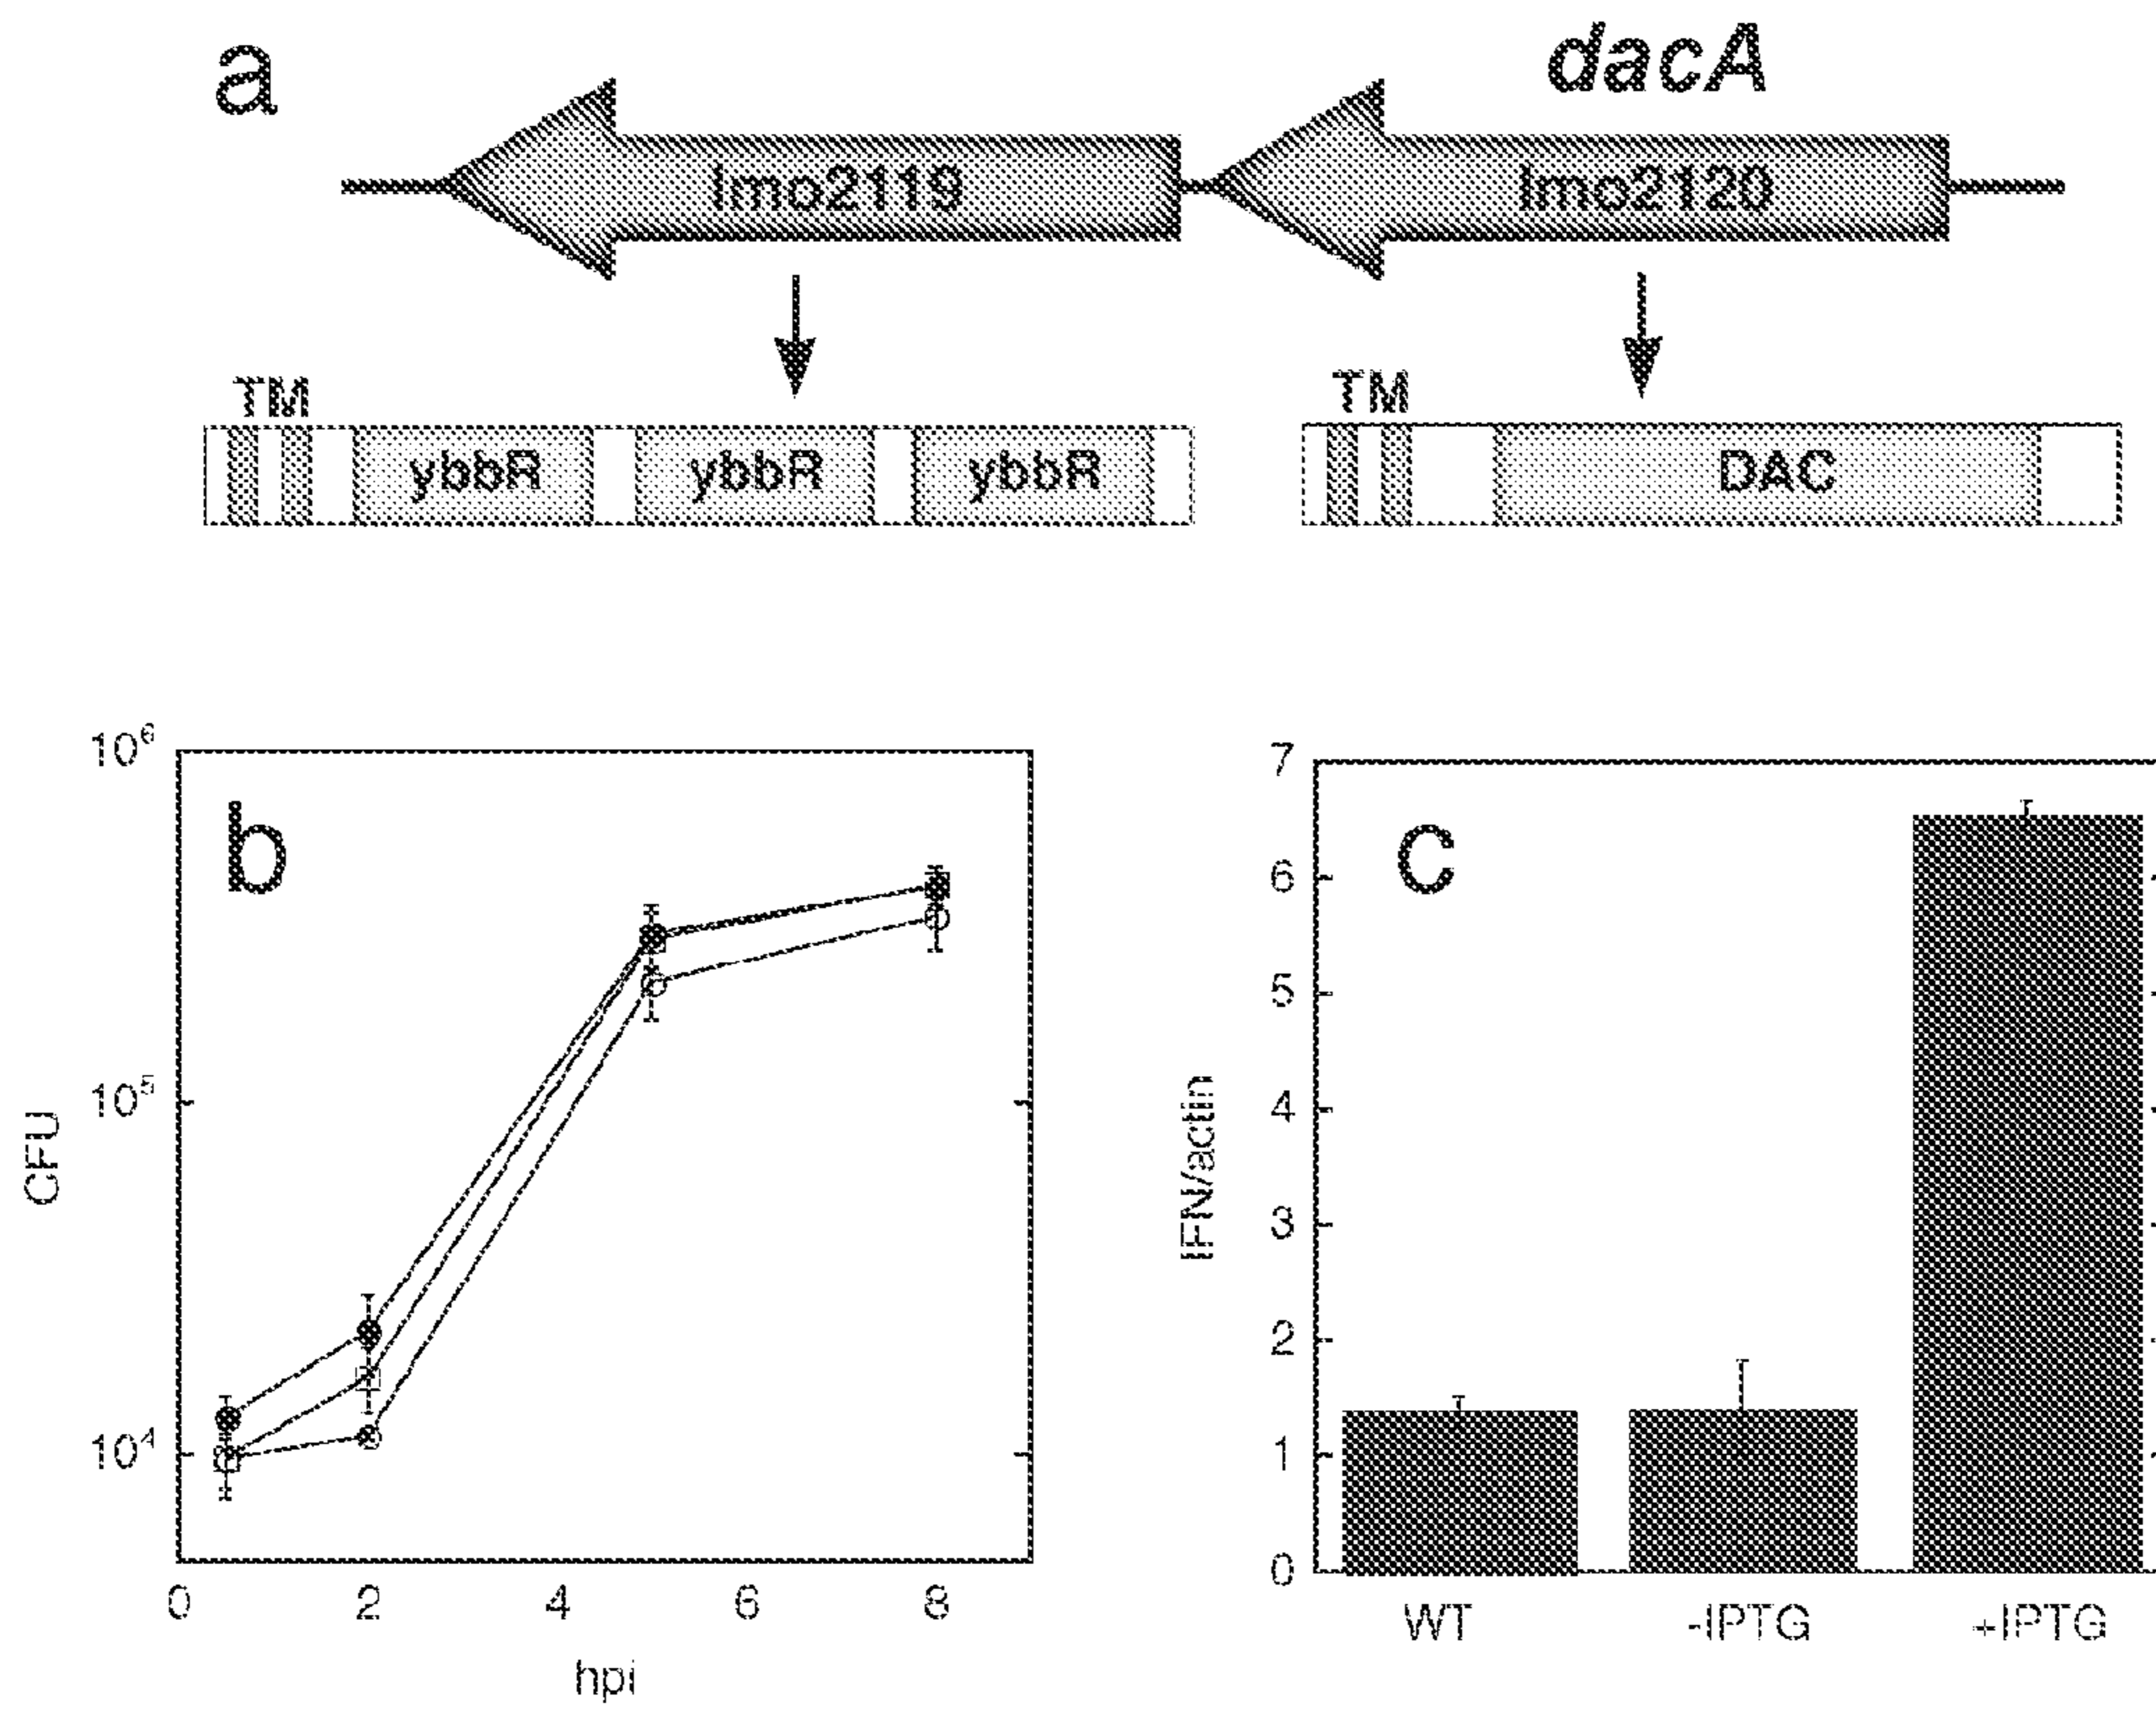 a
dacA
lmo2119
lmo2120
TM
TM
ybbR
ybbR
ybbR
DAC
b
10⁶
10⁵
10⁴
CFU
0
2
4
6
8
hpi
c
7
6
5
4
3
2
1
0
IFN/actin
WT
-IPTG
+IPTG